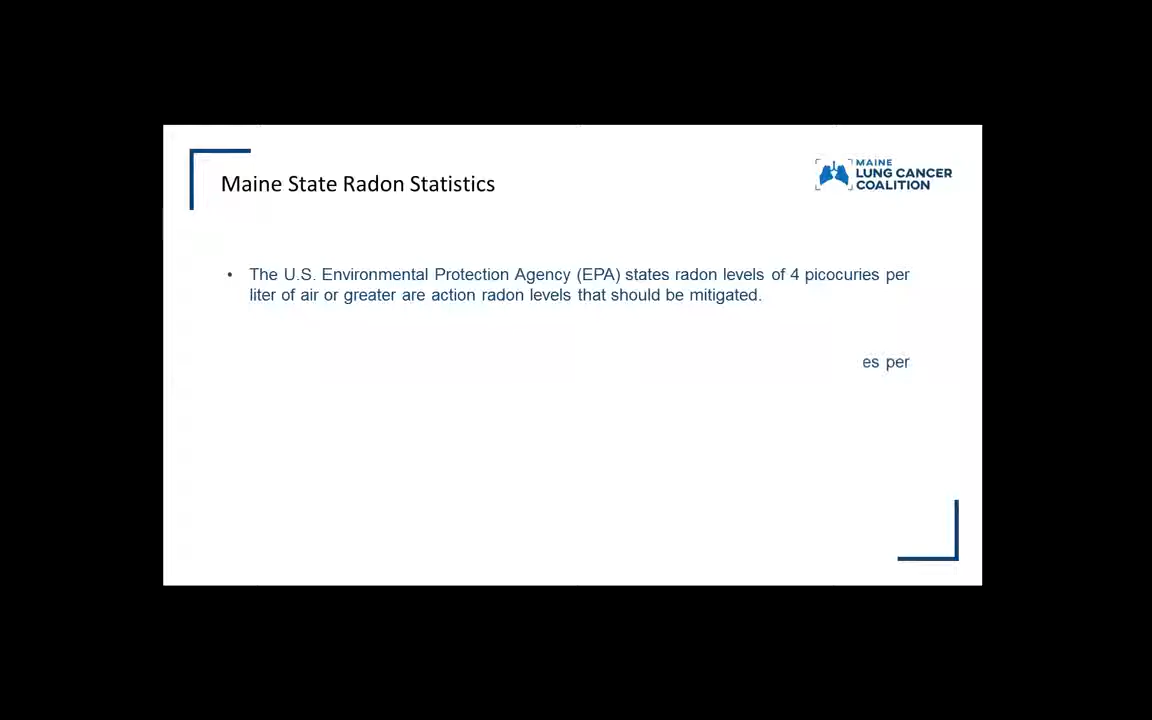 Maine State Radon Statistics
MAINE
LUNG CANCER
COALITION
• The U.S. Environmental Protection Agency (EPA) states radon levels of 4 picocuries per
liter of air or greater are action radon levels that should be mitigated.
es per